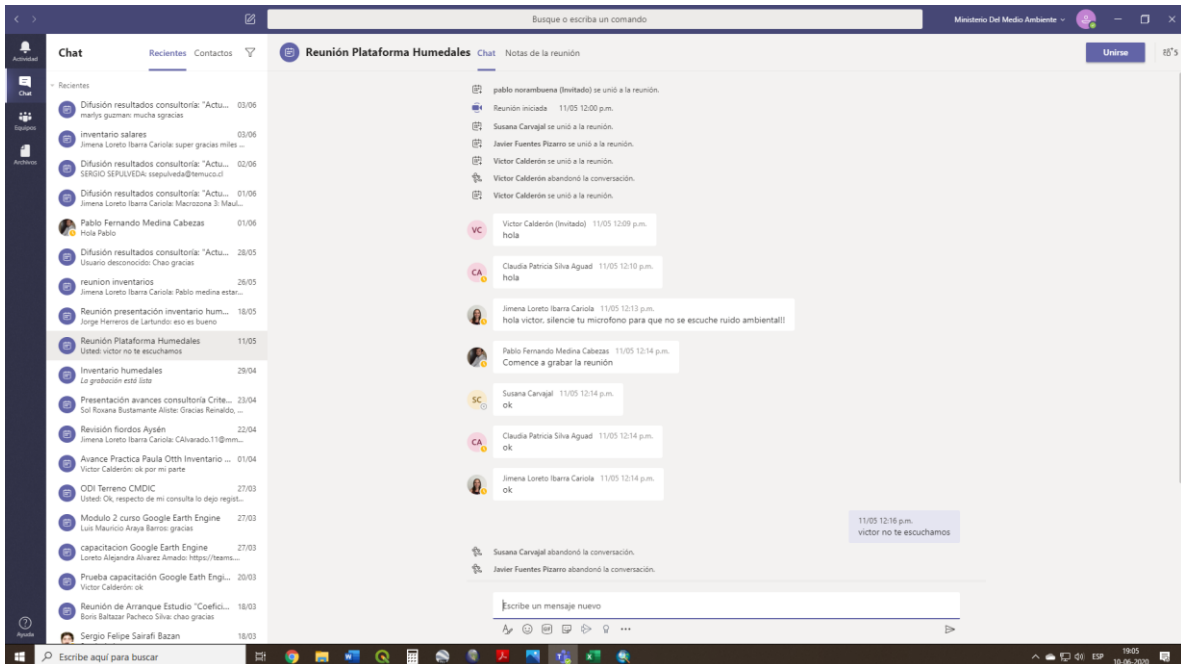 Busque o escriba un comando
Ministerio Del Medio Ambiente
Actividad
Chat
Equipos
Archivos
Ayuda
Chat
Recientes
Contactos
Recientes
Difusión resultados consultoría: "Actu... 03/06
marlys guzman: mucha sgracias
inventario salares 03/06
Jimena Loreto Ibarra Cariola: super gracias miles ...
Difusión resultados consultoría: "Actu... 02/06
SERGIO SEPULVEDA: ssepulveda@temuco.cl
Difusión resultados consultoría: "Actu... 01/06
Jimena Loreto Ibarra Cariola: Macrozona 3: Maul...
Pablo Fernando Medina Cabezas 01/06
Hola Pablo
Difusión resultados consultoría: "Actu... 28/05
Usuario desconocido: Chao gracias
reunion inventarios 26/05
Jimena Loreto Ibarra Cariola: Pablo medina estar...
Reunión presentación inventario hum... 18/05
Jorge Herreros de Lartundo: eso es bueno
Reunión Plataforma Humedales 11/05
Usted: victor no te escuchamos
Inventario humedales 29/04
La grabación está lista
Presentación avances consultoría Crite... 23/04
Sol Roxana Bustamante Aliste: Gracias Reinaldo, ...
Revisión fiordos Aysén 22/04
Jimena Loreto Ibarra Cariola: CAlvarado.11@mm...
Avance Practica Paula Otth Inventario ... 01/04
Victor Calderón: ok por mi parte
ODI Terreno CMDIC 27/03
Usted: Ok, respecto de mi consulta lo dejo regist...
Modulo 2 curso Google Earth Engine 27/03
Luis Mauricio Araya Barros: gracias
capacitacion Google Earth Engine 27/03
Loreto Alejandra Alvarez Amado: https://teams....
Prueba capacitación Google Eath Engi... 20/03
Victor Calderón: ok
Reunión de Arranque Estudio "Coefici... 18/03
Boris Baltazar Pacheco Silva: chao gracias
Sergio Felipe Sairafi Bazan 18/03
Reunión Plataforma Humedales Chat Notas de la reunión
Unirse
pablo norambuena (Invitado) se unió a la reunión.
Reunión iniciada 11/05 12:00 p.m.
Susana Carvajal se unió a la reunión.
Javier Fuentes Pizarro se unió a la reunión.
Victor Calderón se unió a la reunión.
Victor Calderón abandonó la conversación.
Victor Calderón se unió a la reunión.
VC
Victor Calderón (Invitado) 11/05 12:09 p.m.
hola
CA
Claudia Patricia Silva Aguad 11/05 12:10 p.m.
hola
Jimena Loreto Ibarra Cariola 11/05 12:13 p.m.
hola victor. silencie tu microfono para que no se escuche ruido ambiental!!
Pablo Fernando Medina Cabezas 11/05 12:14 p.m.
Comence a grabar la reunión
SC
Susana Carvajal 11/05 12:14 p.m.
ok
CA
Claudia Patricia Silva Aguad 11/05 12:14 p.m.
ok
Jimena Loreto Ibarra Cariola 11/05 12:14 p.m.
ok
11/05 12:16 p.m.
victor no te escuchamos
Susana Carvajal abandonó la conversación.
Javier Fuentes Pizarro abandonó la conversación.
Escribe un mensaje nuevo
Escribe aquí para buscar
ESP
19:05
10-06-2020